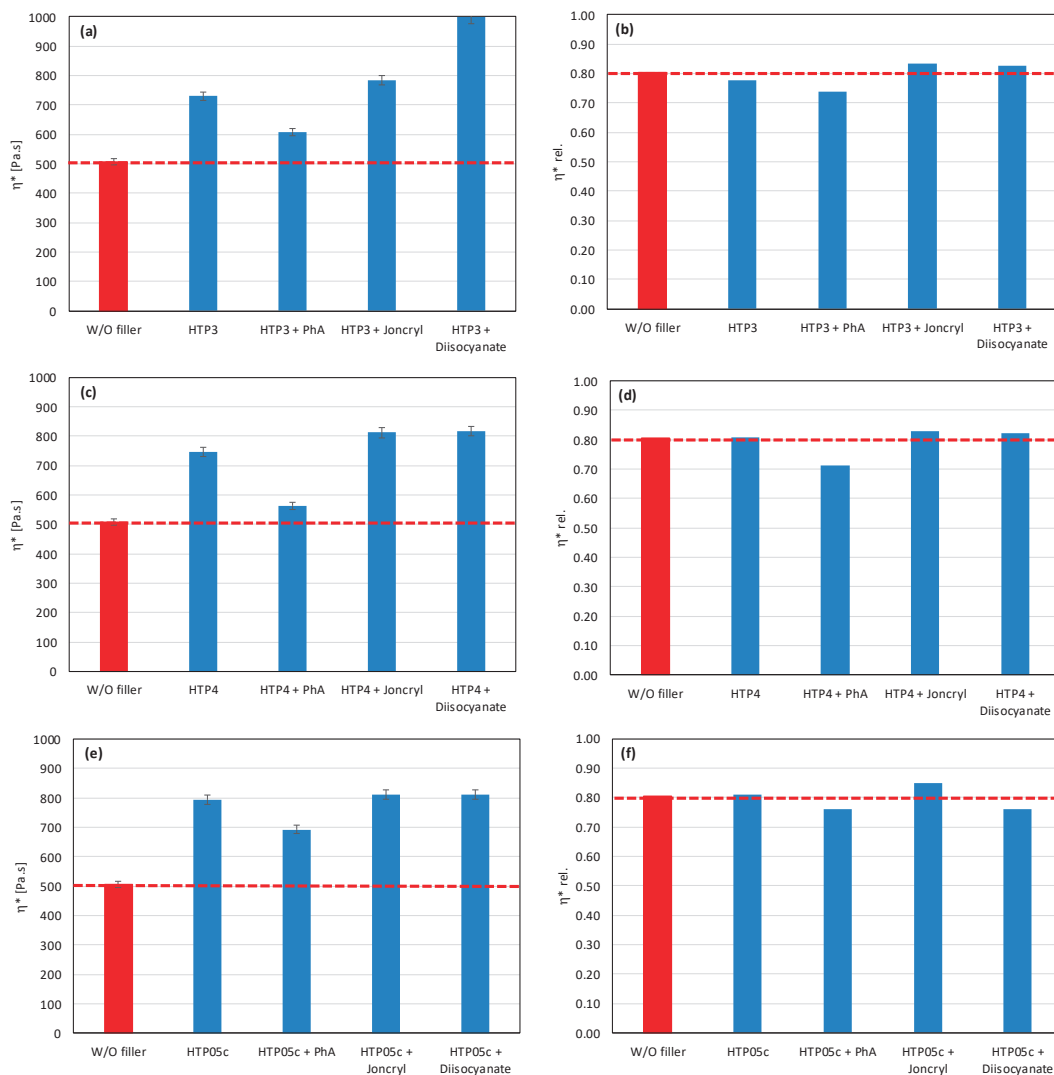 (a)
1000
900
800
700
600
500
400
300
200
100
0
η* [Pa.s]
W/O filler
HTP3
HTP3 + PhA
HTP3 + Joncryl
HTP3 +
Diisocyanate
(b)
1.00
0.90
0.80
0.70
0.60
0.50
0.40
0.30
0.20
0.10
0.00
η* rel.
W/O filler
HTP3
HTP3 + PhA
HTP3 + Joncryl
HTP3 +
Diisocyanate
(c)
1000
900
800
700
600
500
400
300
200
100
0
η* [Pa.s]
W/O filler
HTP4
HTP4 + PhA
HTP4 + Joncryl
HTP4 +
Diisocyanate
(d)
1.00
0.90
0.80
0.70
0.60
0.50
0.40
0.30
0.20
0.10
0.00
η* rel.
W/O filler
HTP4
HTP4 + PhA
HTP4 + Joncryl
HTP4 +
Diisocyanate
(e)
1000
900
800
700
600
500
400
300
200
100
0
η* [Pa.s]
W/O filler
HTP05c
HTP05c + PhA
HTP05c +
Joncryl
HTP05c +
Diisocyanate
(f)
1.00
0.90
0.80
0.70
0.60
0.50
0.40
0.30
0.20
0.10
0.00
η* rel.
W/O filler
HTP05c
HTP05c + PhA
HTP05c +
Joncryl
HTP05c +
Diisocyanate